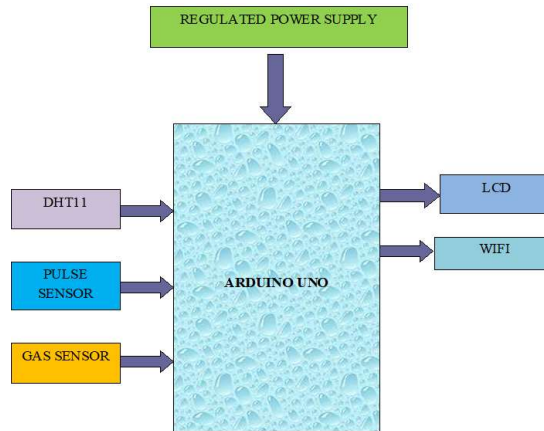 REGULATED POWER SUPPLY
DHT11
LCD
WIFI
PULSE
SENSOR
ARDUINO UNO
GAS SENSOR